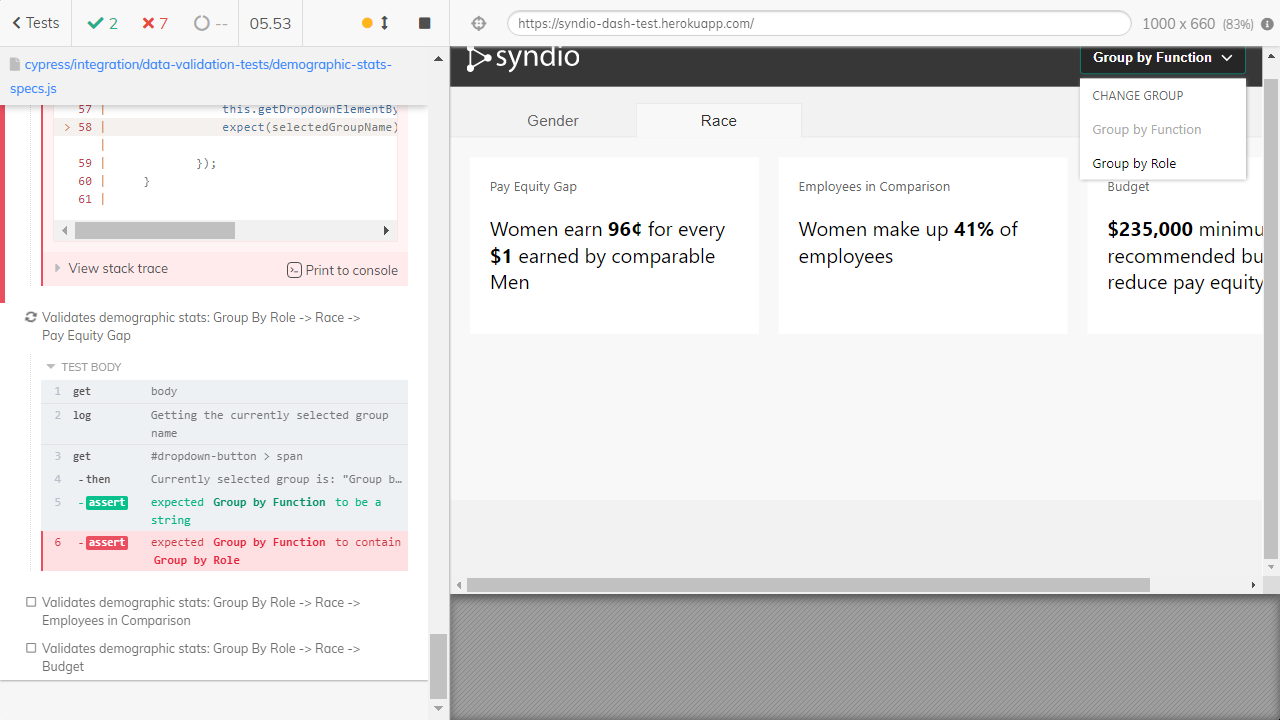 Tests
2
7
--
05.53
https://syndio-dash-test.herokuapp.com/
1000 x 660 (83%)
cypress/integration/data-validation-tests/demographic-stats-
specs.js
57 | this.getDropdownElementBy
> 58 | expect(selectedGroupName)
|
59 | });
60 | }
61 |
View stack trace
Print to console
Validates demographic stats: Group By Role -> Race ->
Pay Equity Gap
TEST BODY
1 get body
2 log Getting the currently selected group
name
3 get #dropdown-button > span
4 -then Currently selected group is: "Group b...
5 -assert expected Group by Function to be a
string
6 -assert expected Group by Function to contain
Group by Role
Validates demographic stats: Group By Role -> Race ->
Employees in Comparison
Validates demographic stats: Group By Role -> Race ->
Budget
syndio
Group by Function
CHANGE GROUP
Group by Function
Group by Role
Gender
Race
Pay Equity Gap
Women earn 96¢ for every
$1 earned by comparable
Men
Employees in Comparison
Women make up 41% of
employees
Budget
$235,000 minimu
recommended bu
reduce pay equity